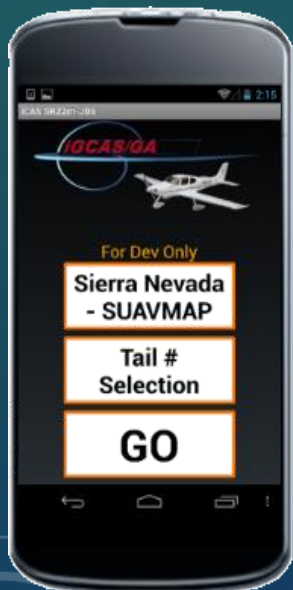 2:15
iGCAS/GA
For Dev Only
Sierra Nevada
- SUAVMAP
Tail #
Selection
GO